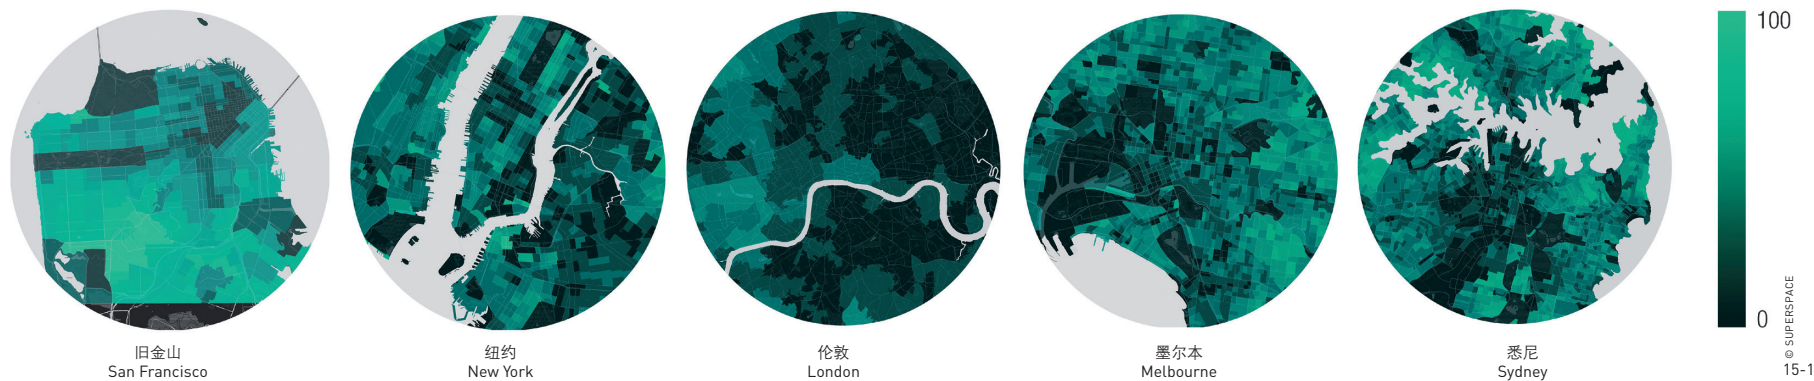 旧金山
San Francisco
纽约
New York
伦敦
London
墨尔本
Melbourne
悉尼
Sydney
100
0
© SUPERSPACE
15-1